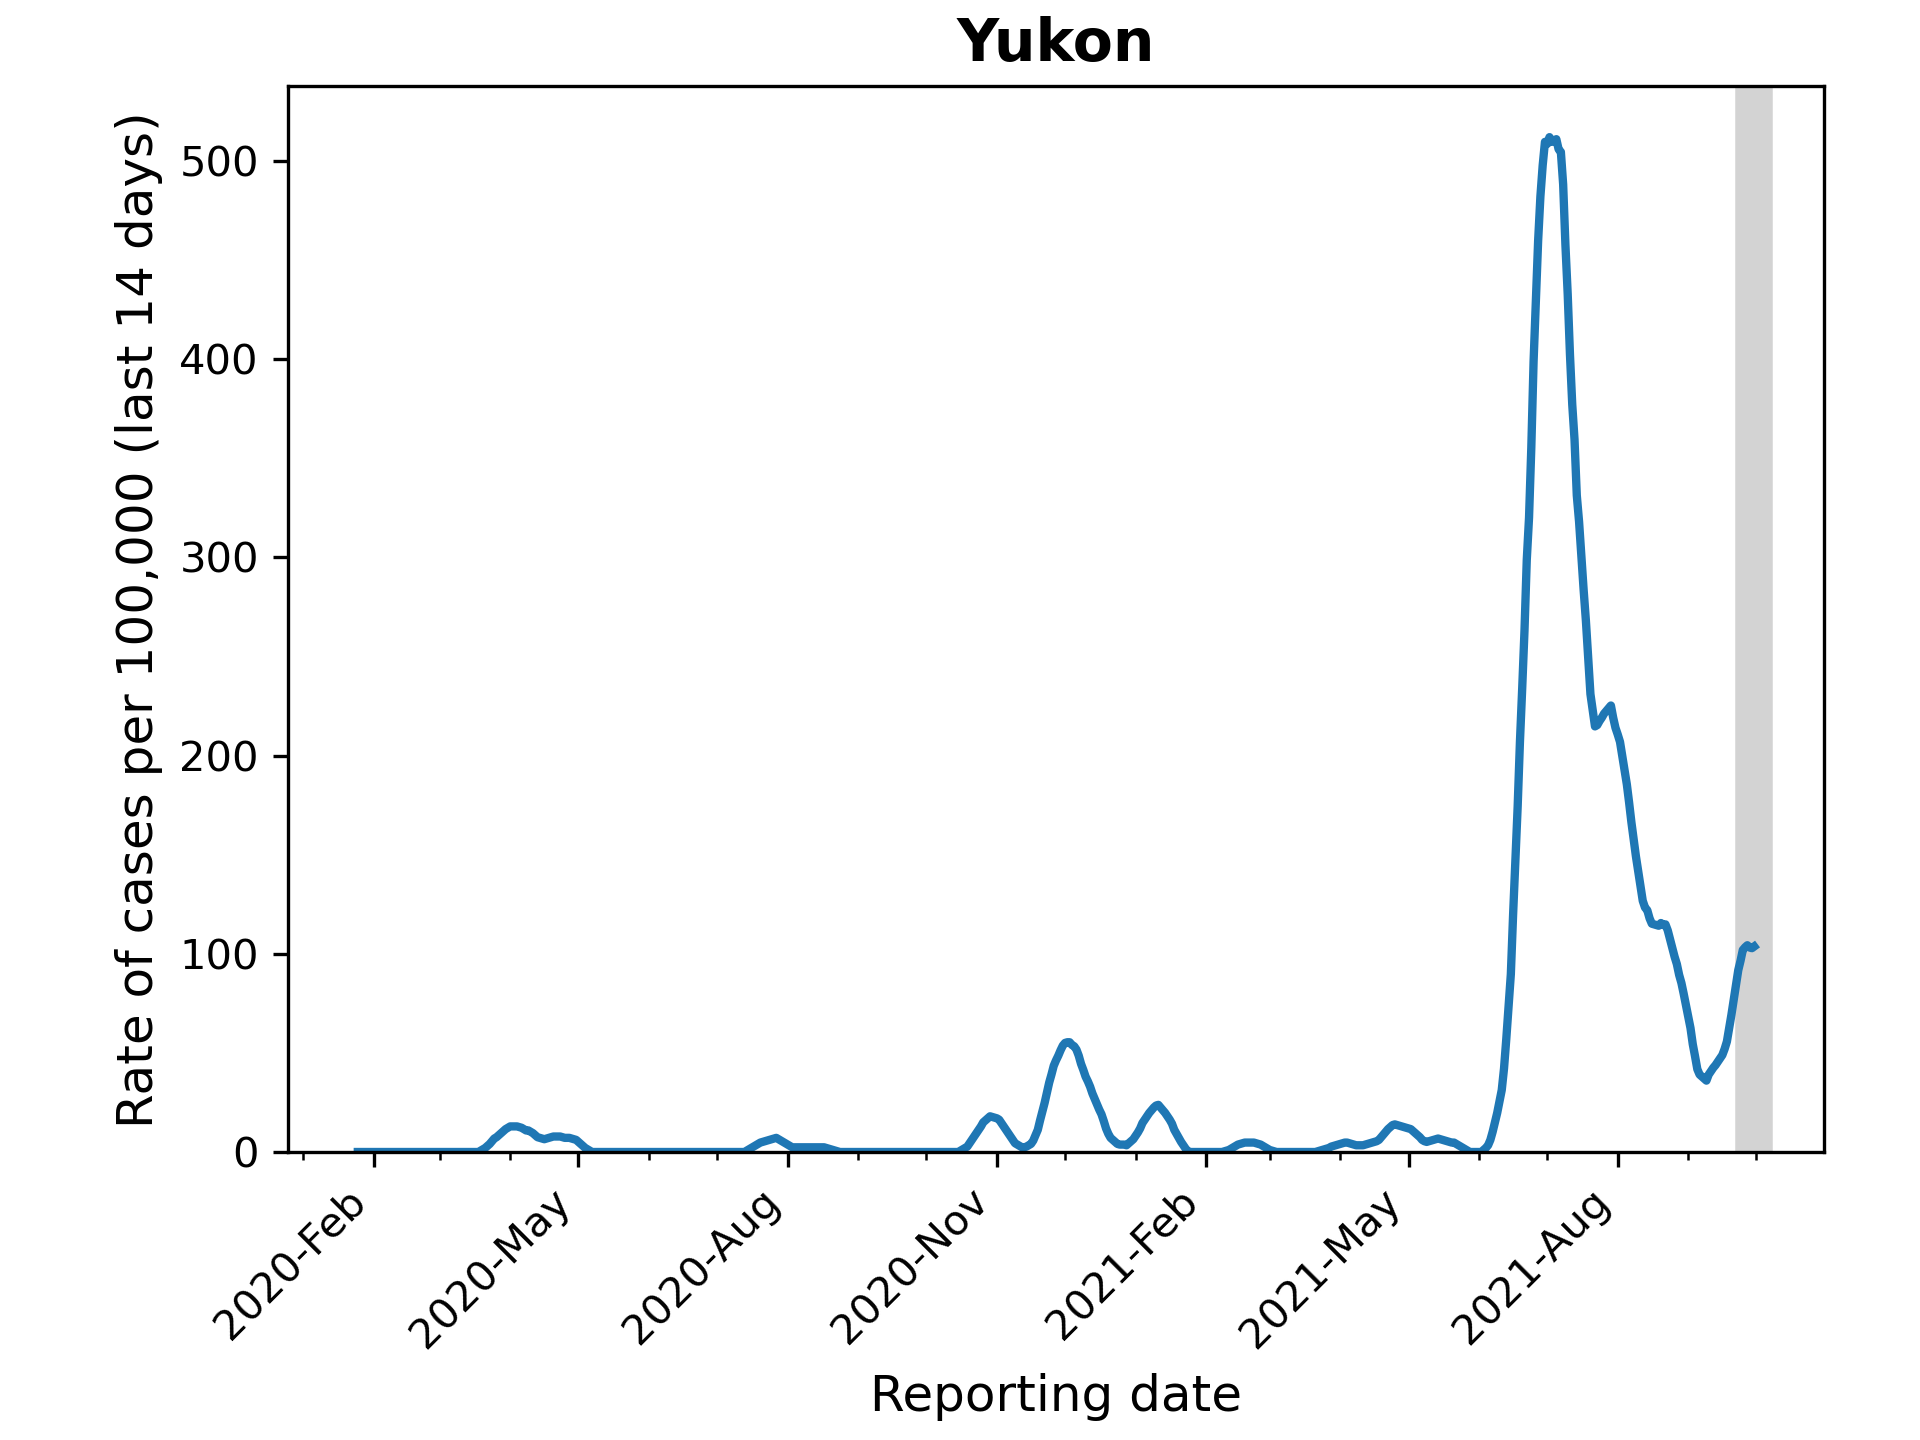 Yukon
Rate of cases per 100,000 (last 14 days)
500
400
300
200
100
0
2020-Feb
2020-May
2020-Aug
2020-Nov
2021-Feb
2021-May
2021-Aug
Reporting date